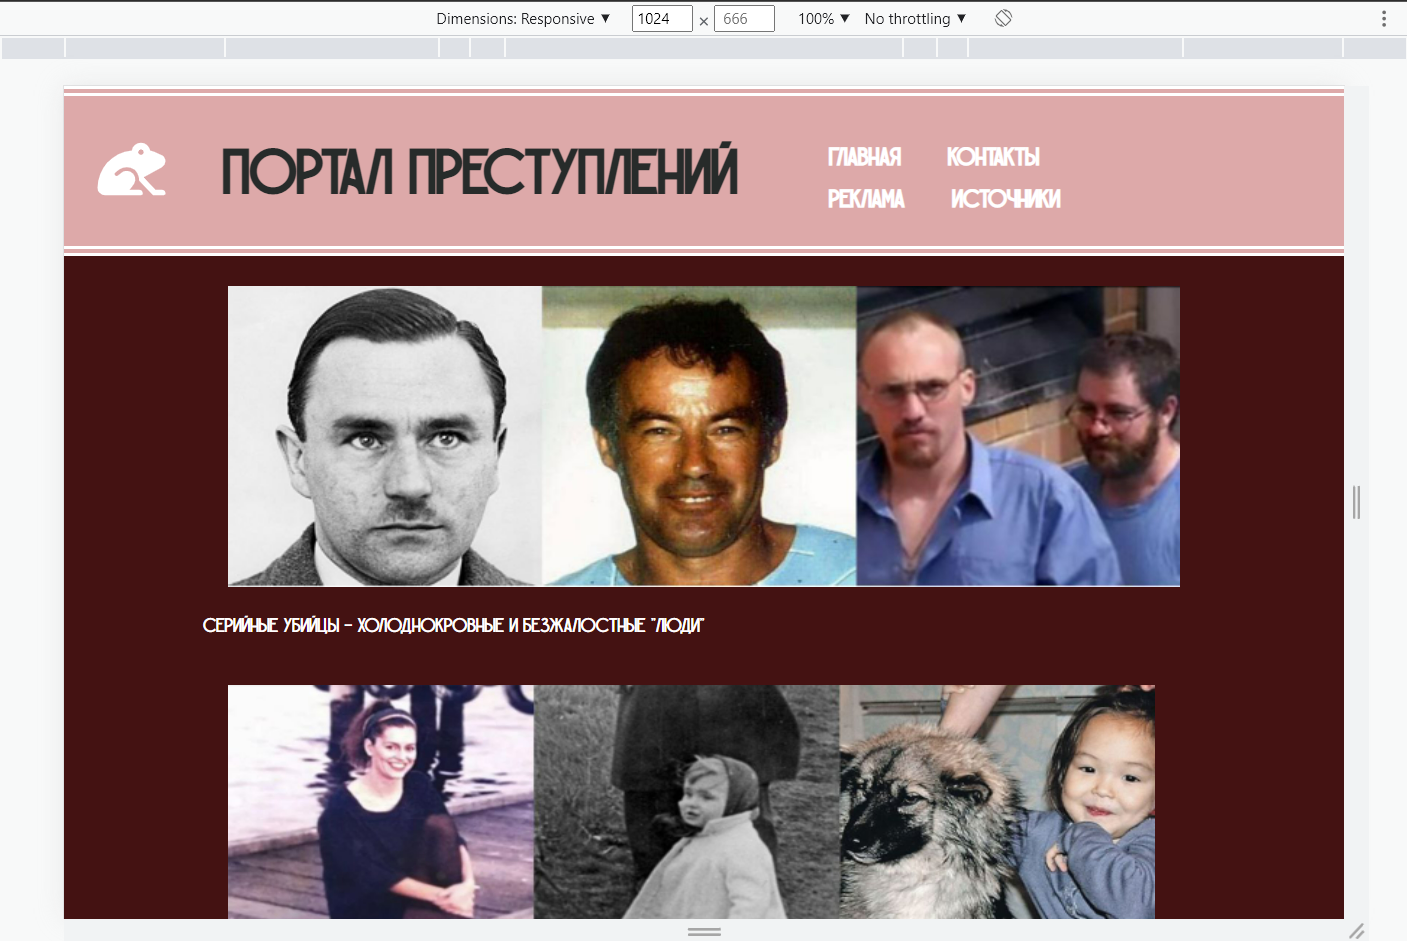 Dimensions: Responsive ▼ 1024 × 666 100% ▼ No throttling ▼
ПОРТАЛ ПРЕСТУПЛЕНИЙ
ГЛАВНАЯ КОНТАКТЫ
РЕКЛАМА ИСТОЧНИКИ
СЕРИЙНЫЕ УБИЙЦЫ - ХОЛОДНОКРОВНЫЕ И БЕЗЖАЛОСТНЫЕ "ЛЮДИ"